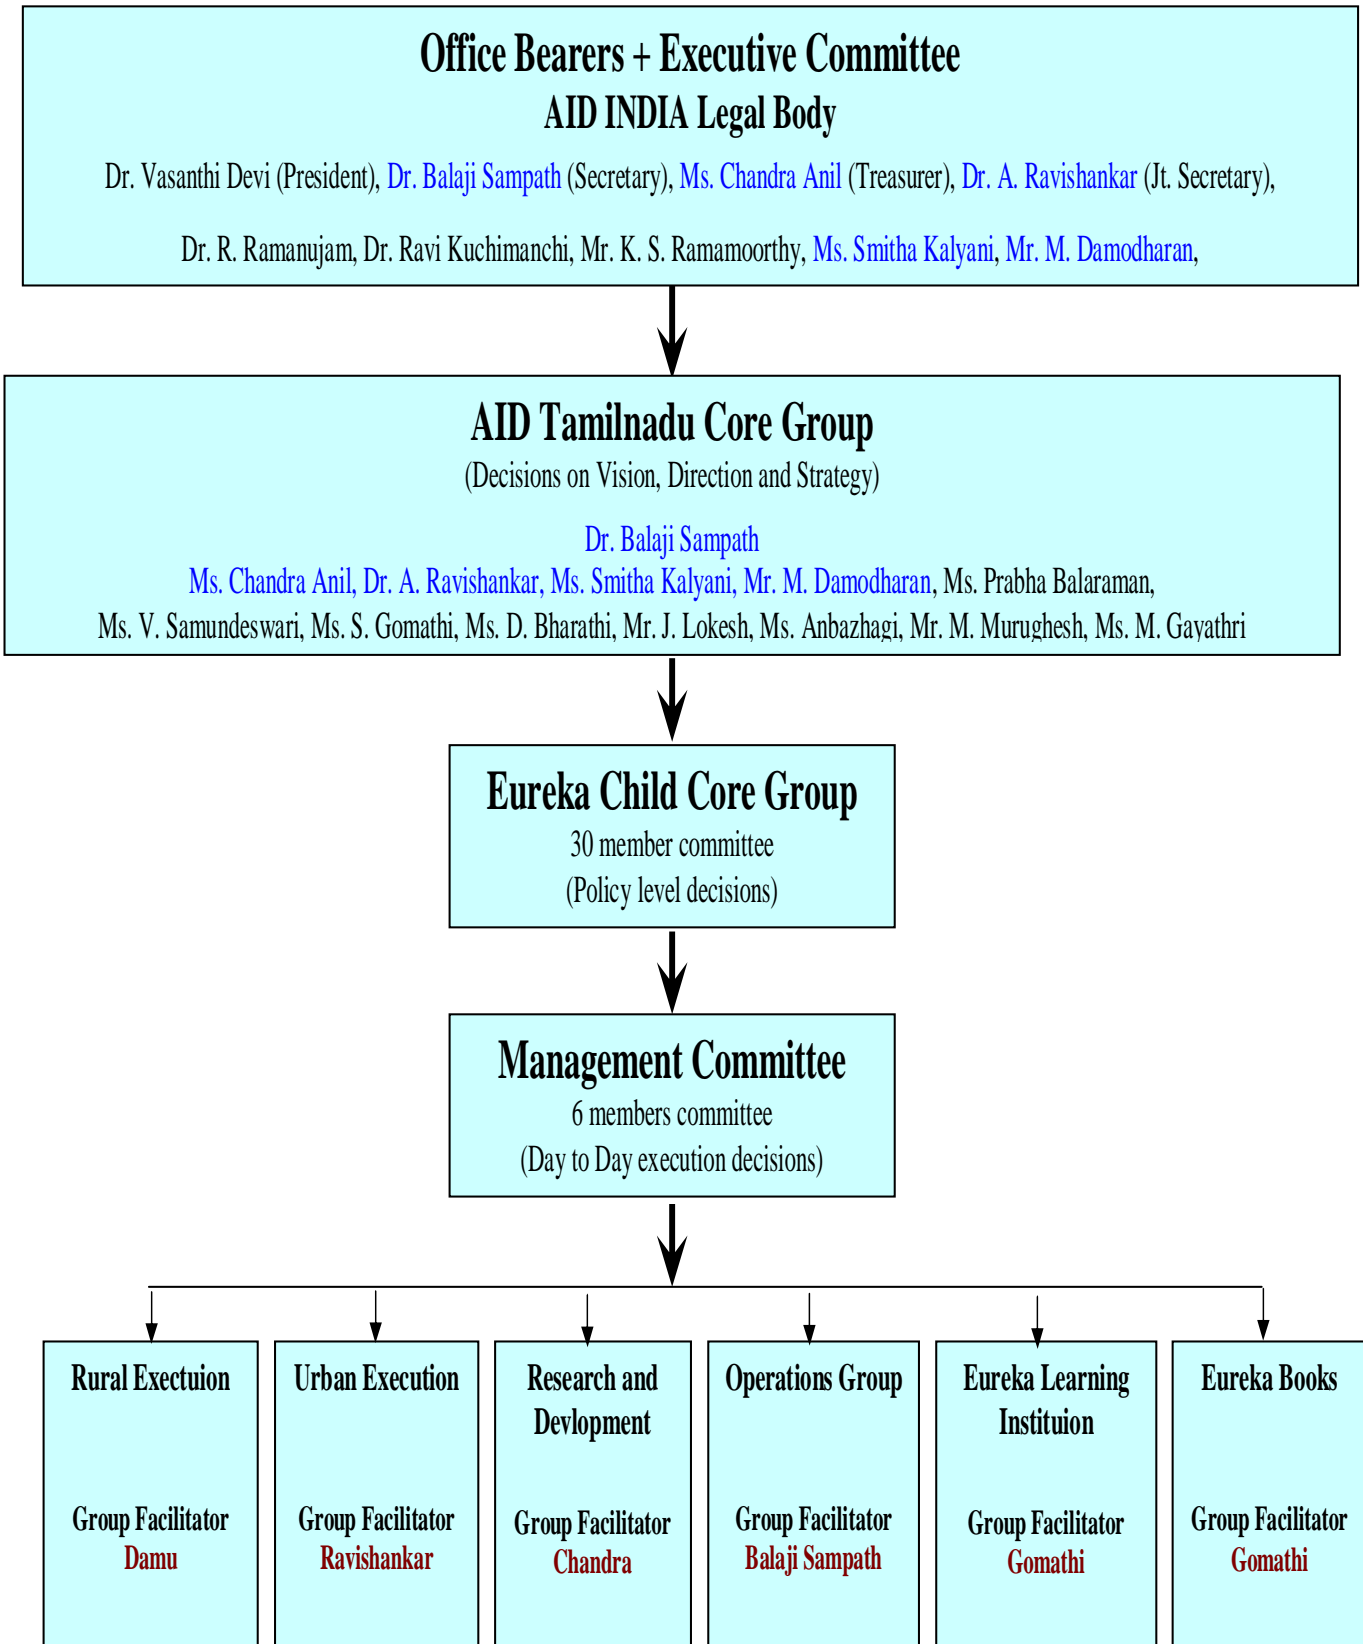 Office Bearers + Executive Committee
AID INDIA Legal Body
Dr. Vasanthi Devi (President), Dr. Balaji Sampath (Secretary), Ms. Chandra Anil (Treasurer), Dr. A. Ravishankar (Jt. Secretary),
Dr. R. Ramanujam, Dr. Ravi Kuchimanchi, Mr. K. S. Ramamoorthy, Ms. Smitha Kalyani, Mr. M. Damodharan,
AID Tamilnadu Core Group
(Decisions on Vision, Direction and Strategy)
Dr. Balaji Sampath
Ms. Chandra Anil, Dr. A. Ravishankar, Ms. Smitha Kalyani, Mr. M. Damodharan, Ms. Prabha Balaraman,
Ms. V. Samundeswari, Ms. S. Gomathi, Ms. D. Bharathi, Mr. J. Lokesh, Ms. Anbazhagi, Mr. M. Murughesh, Ms. M. Gayathri
Eureka Child Core Group
30 member committee
(Policy level decisions)
Management Committee
6 members committee
(Day to Day execution decisions)
Rural Exectuion
Group Facilitator
Damu
Urban Execution
Group Facilitator
Ravishankar
Research and
Devlopment
Group Facilitator
Chandra
Operations Group
Group Facilitator
Balaji Sampath
Eureka Learning
Instituion
Group Facilitator
Gomathi
Eureka Books
Group Facilitator
Gomathi